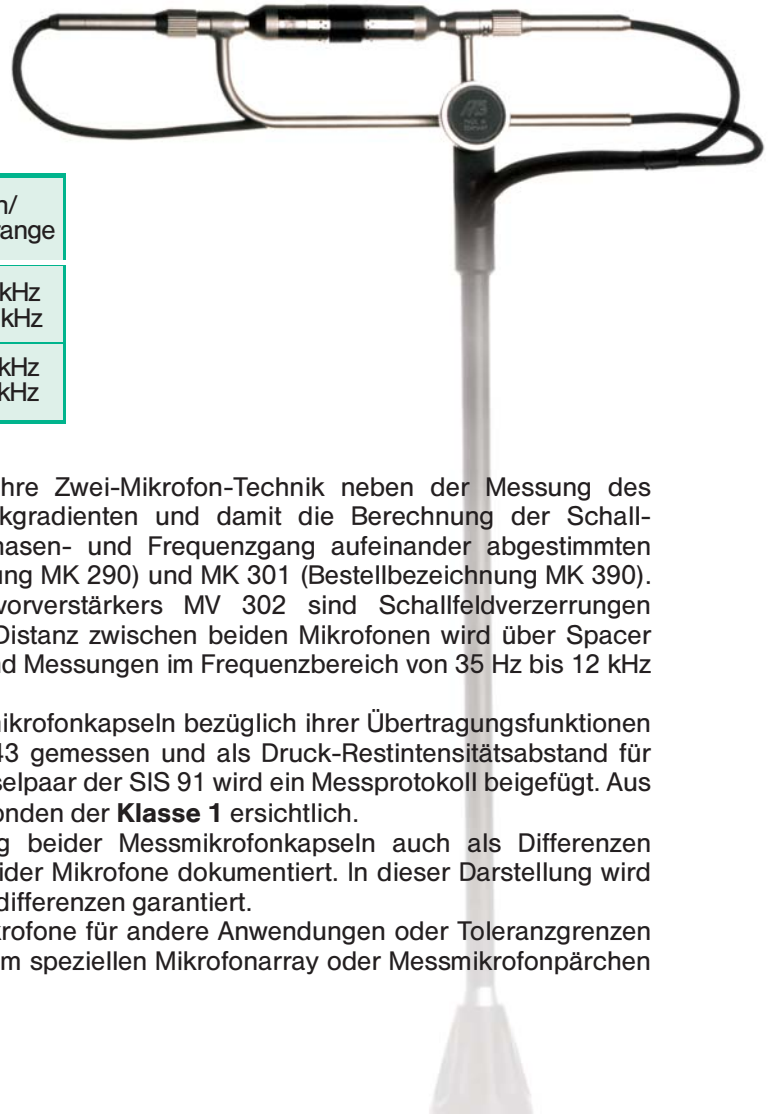 n/
range
kHz
kHz
kHz
kHz
hre Zwei-Mikrofon-Technik neben der Messung des
kgradienten und damit die Berechnung der Schall-
nasen- und Frequenzgang aufeinander abgestimmten
ung MK 290) und MK 301 (Bestellbezeichnung MK 390).
vorverstärkers MV 302 sind Schallfeldverzerrungen
Distanz zwischen beiden Mikrofonen wird über Spacer
nd Messungen im Frequenzbereich von 35 Hz bis 12 kHz
mikrofonkapseln bezüglich ihrer Übertragungsfunktionen
43 gemessen und als Druck-Restintensitätsabstand für
selpaar der SIS 91 wird ein Messprotokoll beigefügt. Aus
onden der Klasse 1 ersichtlich.
g beider Messmikrofonkapseln auch als Differenzen
ider Mikrofone dokumentiert. In dieser Darstellung wird
differenzen garantiert.
krofone für andere Anwendungen oder Toleranzgrenzen
m speziellen Mikrofonarray oder Messmikrofonpärchen